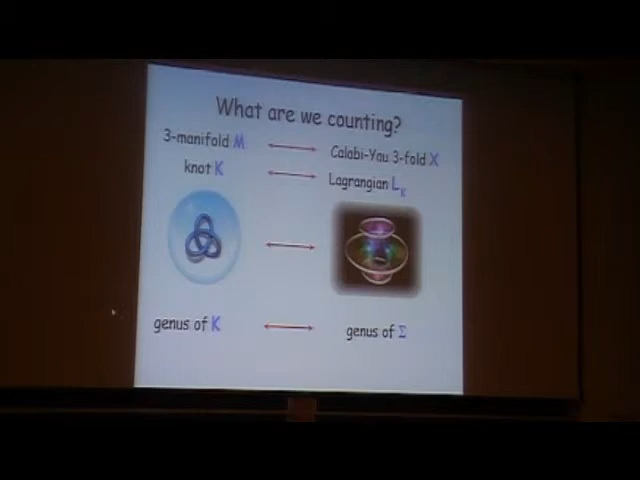 What are we counting?
3-manifold M Calabi-Yau 3-fold X
knot K Lagrangian L_K
genus of K genus of Σ